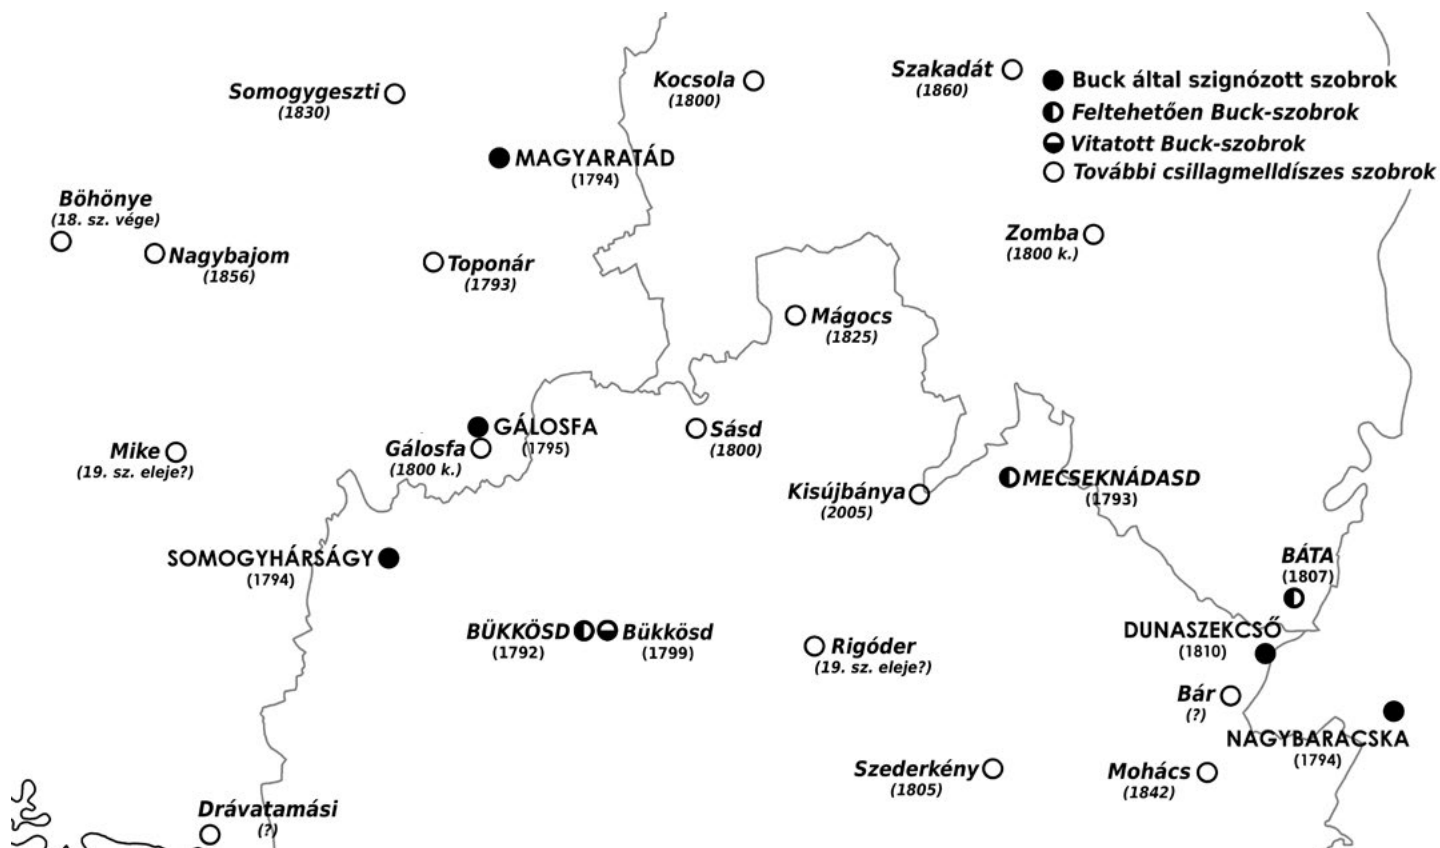 Somogygeszti
(1830)
Kocsola
(1800)
Szakadát
(1860)
Buck által szignózott szobrok
Feltehetően Buck-szobrok
Vitatott Buck-szobrok
További csillagmelldíszes szobrok
MAGYARATÁD
(1794)
Böhönye
(18. sz. vége)
Nagybajom
(1856)
Toponár
(1793)
Zomba
(1800 k.)
Mágocs
(1825)
GÁLOSFA
(1795)
Gálosfa
(1800 k.)
Mike
(19. sz. eleje?)
Sásd
(1800)
Kisújbánya
(2005)
MECSEKNÁDASD
(1793)
SOMOGYHÁRSÁGY
(1794)
BÁTA
(1807)
BÜKKÖSD
(1792)
Bükkösd
(1799)
Rigóder
(19. sz. eleje?)
DUNASZEKCSŐ
(1810)
Bár
(?)
NAGYBARACSKA
(1794)
Szederkény
(1805)
Mohács
(1842)
Drávatamási
(?)